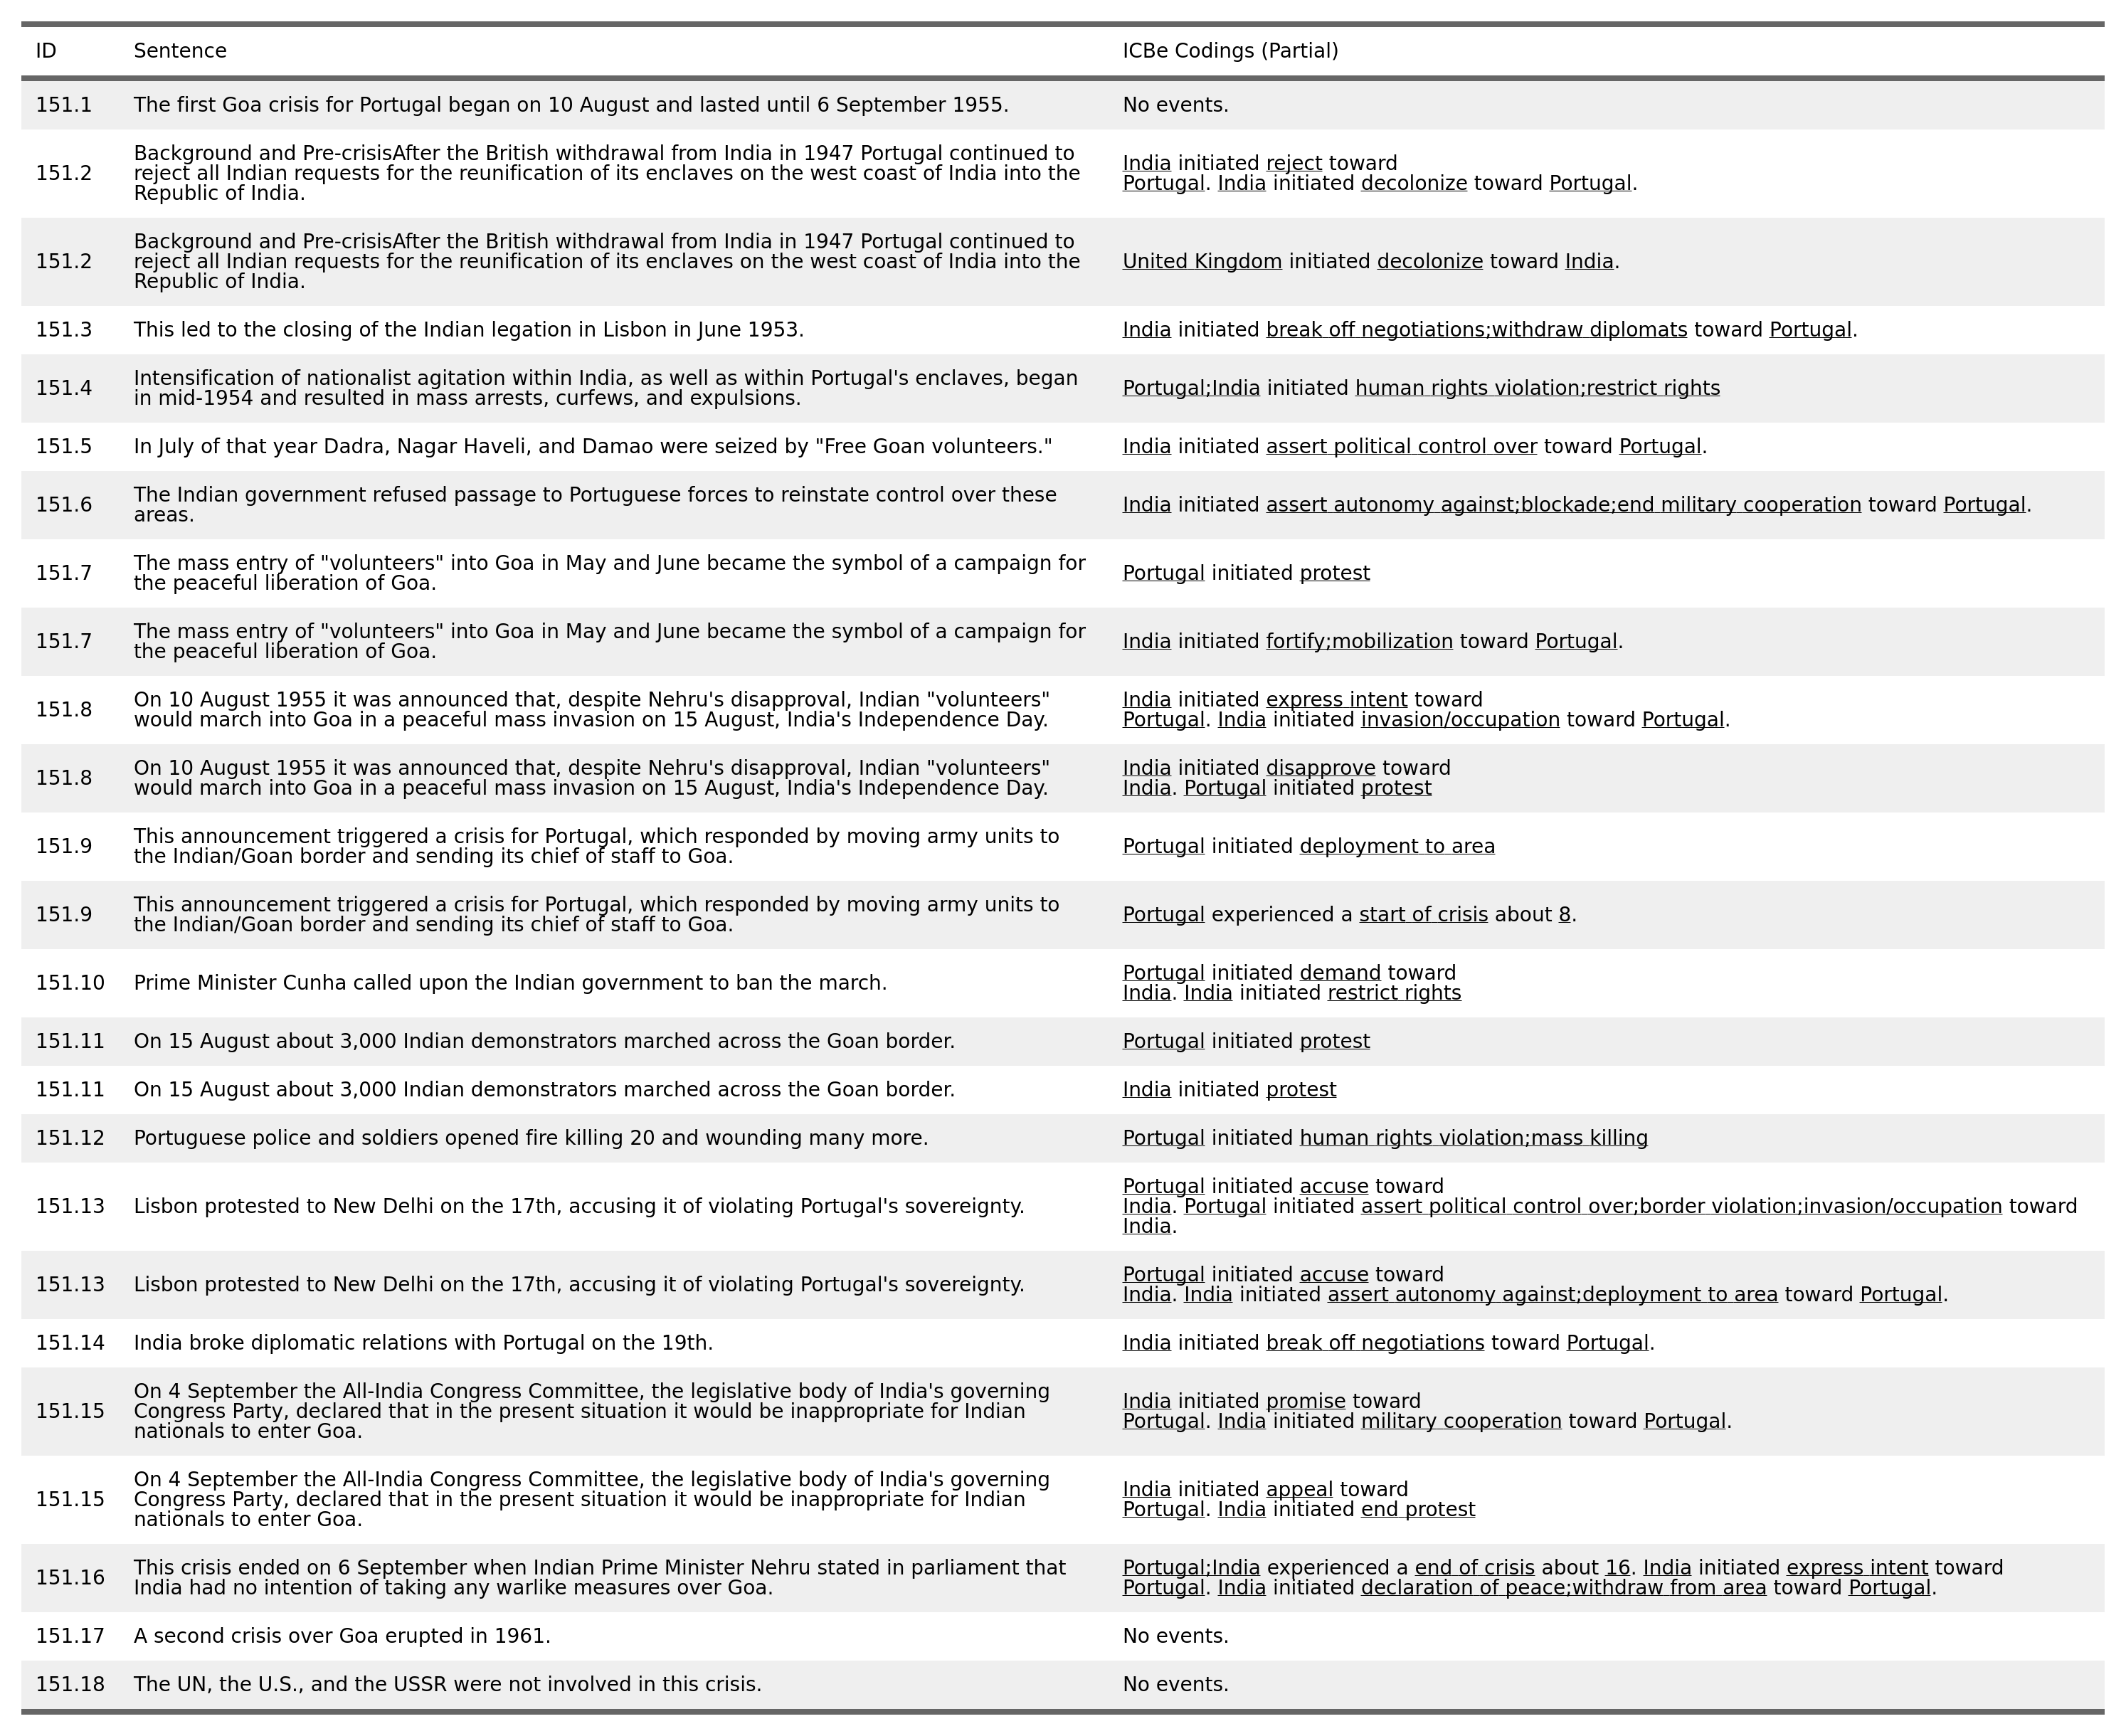 ID Sentence ICBe Codings (Partial)
151.1 The first Goa crisis for Portugal began on 10 August and lasted until 6 September 1955. No events.
151.2 Background and Pre-crisisAfter the British withdrawal from India in 1947 Portugal continued to
reject all Indian requests for the reunification of its enclaves on the west coast of India into the
Republic of India.
India initiated reject toward
Portugal. India initiated decolonize toward Portugal.
151.2 Background and Pre-crisisAfter the British withdrawal from India in 1947 Portugal continued to
reject all Indian requests for the reunification of its enclaves on the west coast of India into the
Republic of India.
United Kingdom initiated decolonize toward India.
151.3 This led to the closing of the Indian legation in Lisbon in June 1953. India initiated break off negotiations;withdraw diplomats toward Portugal.
151.4 Intensification of nationalist agitation within India, as well as within Portugal's enclaves, began
in mid-1954 and resulted in mass arrests, curfews, and expulsions.
Portugal;India initiated human rights violation;restrict rights
151.5 In July of that year Dadra, Nagar Haveli, and Damao were seized by "Free Goan volunteers." India initiated assert political control over toward Portugal.
151.6 The Indian government refused passage to Portuguese forces to reinstate control over these
areas.
India initiated assert autonomy against;blockade;end military cooperation toward Portugal.
151.7 The mass entry of "volunteers" into Goa in May and June became the symbol of a campaign for
the peaceful liberation of Goa.
Portugal initiated protest
151.7 The mass entry of "volunteers" into Goa in May and June became the symbol of a campaign for
the peaceful liberation of Goa.
India initiated fortify;mobilization toward Portugal.
151.8 On 10 August 1955 it was announced that, despite Nehru's disapproval, Indian "volunteers"
would march into Goa in a peaceful mass invasion on 15 August, India's Independence Day.
India initiated express intent toward
Portugal. India initiated invasion/occupation toward Portugal.
151.8 On 10 August 1955 it was announced that, despite Nehru's disapproval, Indian "volunteers"
would march into Goa in a peaceful mass invasion on 15 August, India's Independence Day.
India initiated disapprove toward
India. Portugal initiated protest
151.9 This announcement triggered a crisis for Portugal, which responded by moving army units to
the Indian/Goan border and sending its chief of staff to Goa.
Portugal initiated deployment to area
151.9 This announcement triggered a crisis for Portugal, which responded by moving army units to
the Indian/Goan border and sending its chief of staff to Goa.
Portugal experienced a start of crisis about 8.
151.10 Prime Minister Cunha called upon the Indian government to ban the march.
Portugal initiated demand toward
India. India initiated restrict rights
151.11 On 15 August about 3,000 Indian demonstrators marched across the Goan border. Portugal initiated protest
151.11 On 15 August about 3,000 Indian demonstrators marched across the Goan border. India initiated protest
151.12 Portuguese police and soldiers opened fire killing 20 and wounding many more. Portugal initiated human rights violation;mass killing
151.13 Lisbon protested to New Delhi on the 17th, accusing it of violating Portugal's sovereignty.
Portugal initiated accuse toward
India. Portugal initiated assert political control over;border violation;invasion/occupation toward
India.
151.13 Lisbon protested to New Delhi on the 17th, accusing it of violating Portugal's sovereignty.
Portugal initiated accuse toward
India. India initiated assert autonomy against;deployment to area toward Portugal.
151.14 India broke diplomatic relations with Portugal on the 19th. India initiated break off negotiations toward Portugal.
151.15 On 4 September the All-India Congress Committee, the legislative body of India's governing
Congress Party, declared that in the present situation it would be inappropriate for Indian
nationals to enter Goa.
India initiated promise toward
Portugal. India initiated military cooperation toward Portugal.
151.15 On 4 September the All-India Congress Committee, the legislative body of India's governing
Congress Party, declared that in the present situation it would be inappropriate for Indian
nationals to enter Goa.
India initiated appeal toward
Portugal. India initiated end protest
151.16 This crisis ended on 6 September when Indian Prime Minister Nehru stated in parliament that
India had no intention of taking any warlike measures over Goa.
Portugal;India experienced a end of crisis about 16. India initiated express intent toward
Portugal. India initiated declaration of peace;withdraw from area toward Portugal.
151.17 A second crisis over Goa erupted in 1961. No events.
151.18 The UN, the U.S., and the USSR were not involved in this crisis. No events.